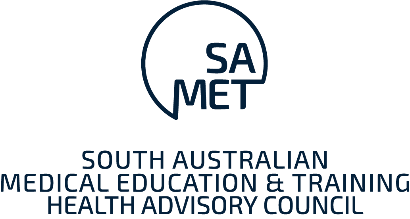 SA
MET
SOUTH AUSTRALIAN
MEDICAL EDUCATION & TRAINING
HEALTH ADVISORY COUNCIL